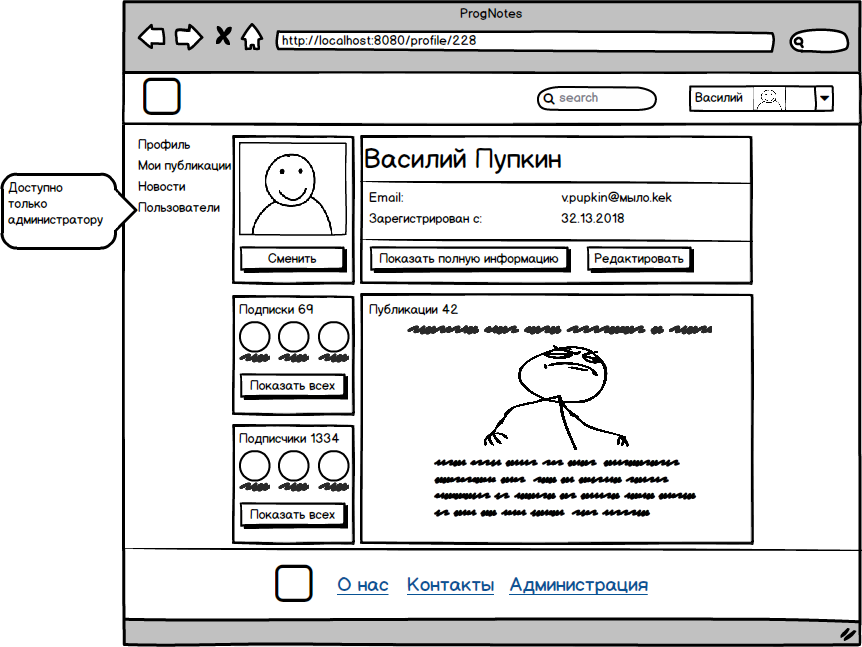 ProgNotes
http://localhost:8080/profile/228
search
Василий
Профиль
Мои публикации
Новости
Пользователи
Доступно
только
администратору
Сменить
Василий Пупкин
Email: v.pupkin@мыло.kek
Зарегистрирован с: 32.13.2018
Показать полную информацию Редактировать
Подписки 69
Показать всех
Подписчики 1334
Показать всех
Публикации 42
О нас Контакты Администрация